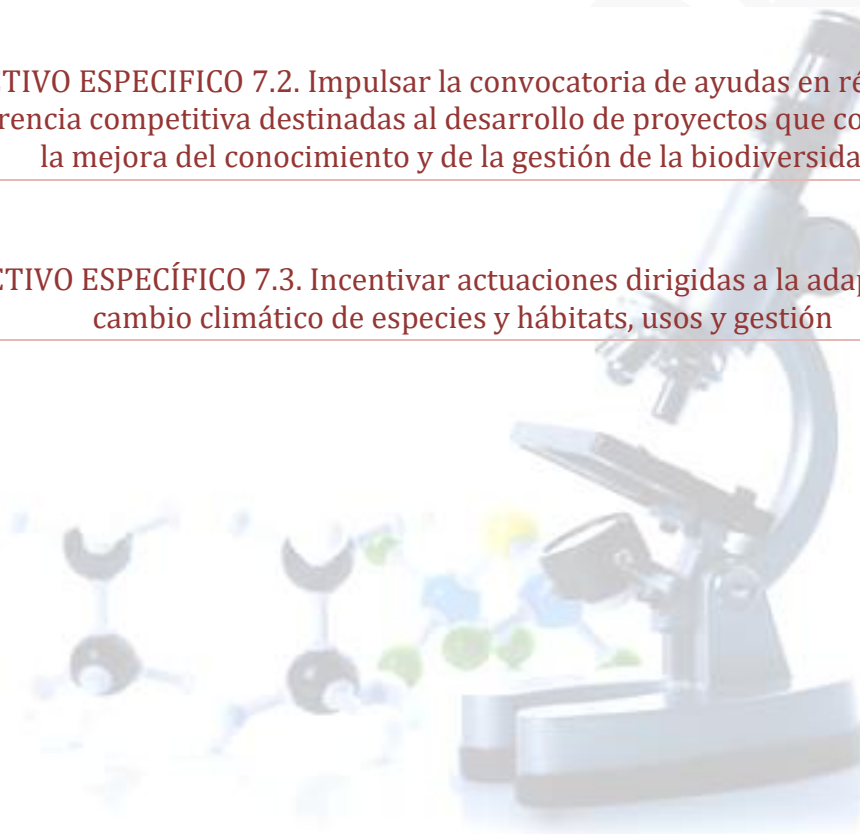 TIVO ESPECIFICO 7.2. Impulsar la convocatoria de ayudas en ré
rencia competitiva destinadas al desarrollo de proyectos que co
la mejora del conocimiento y de la gestión de la biodiversida
TIVO ESPECÍFICO 7.3. Incentivar actuaciones dirigidas a la ada
cambio climático de especies y hábitats, usos y gestión